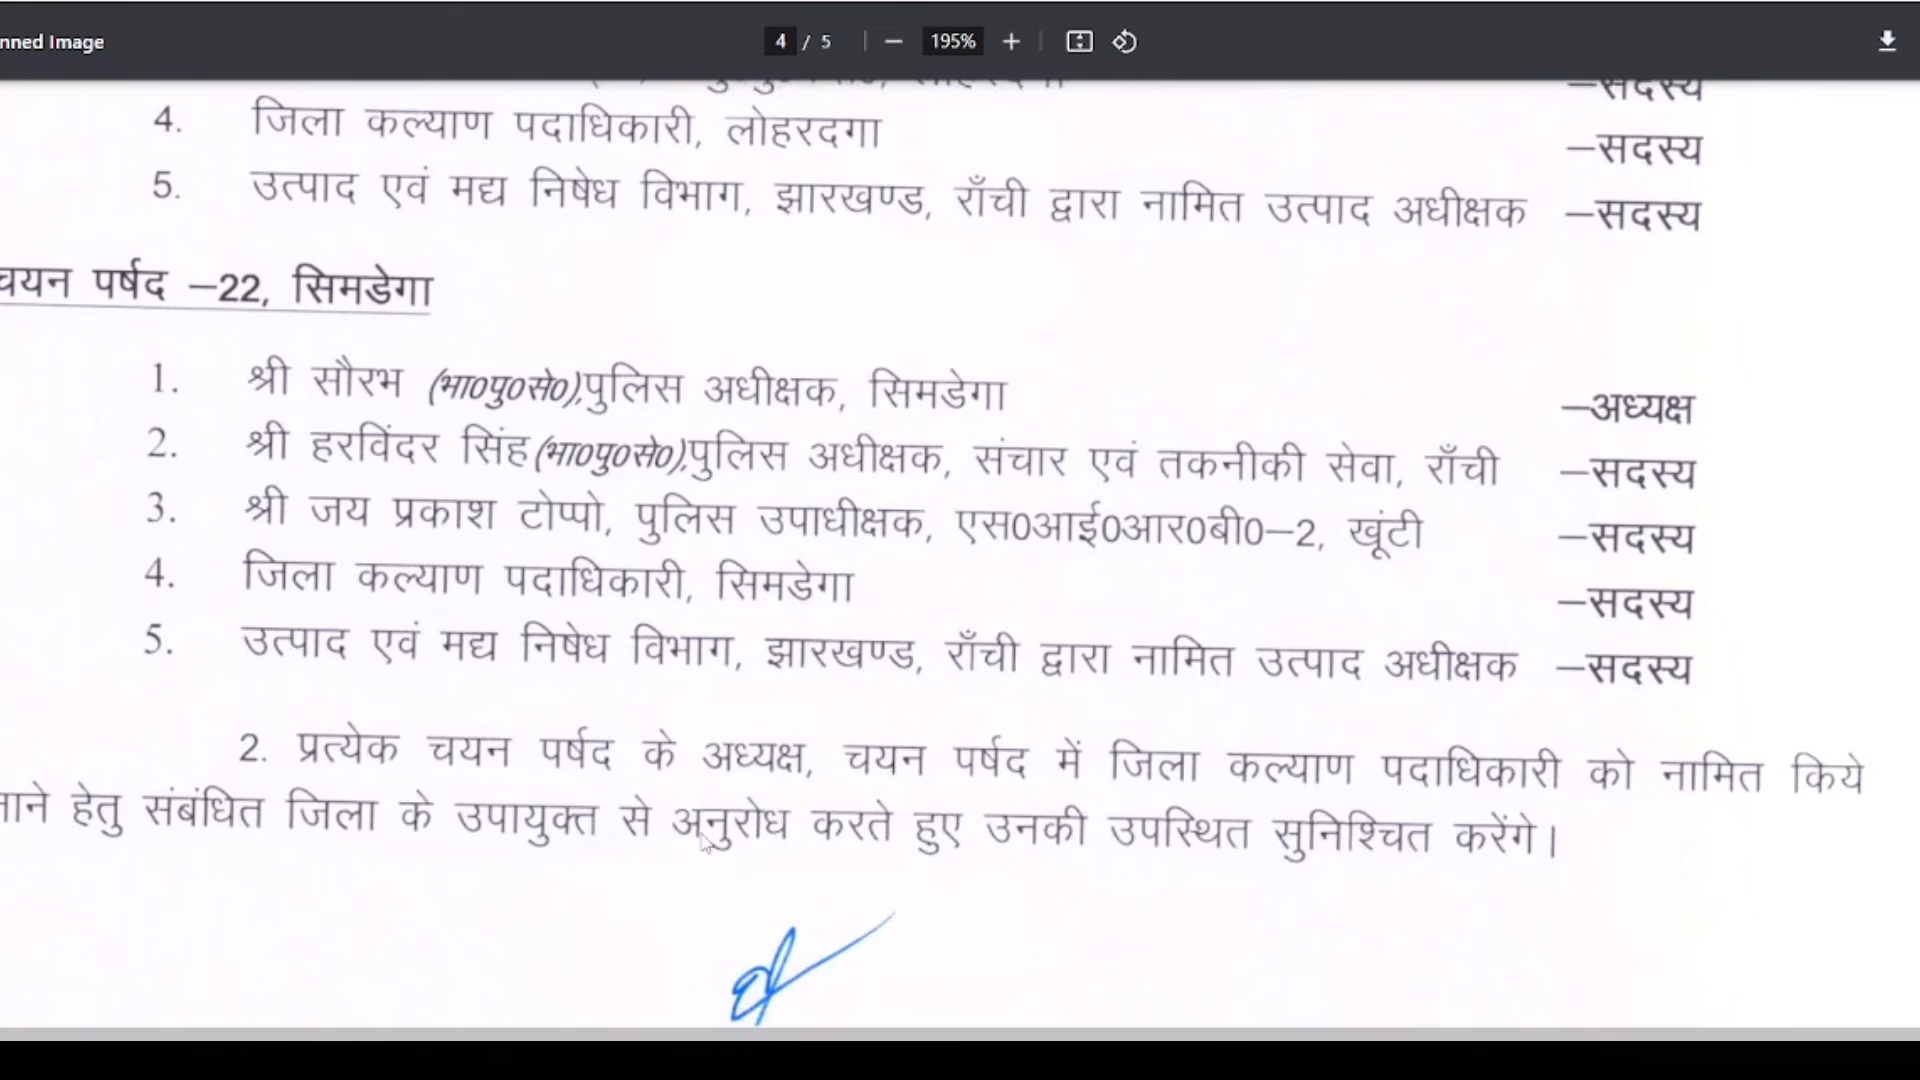 nned Image
4 / 5
195%
—सदस्य
4. जिला कल्याण पदाधिकारी, लोहरदगा —सदस्य
5. उत्पाद एवं मद्य निषेध विभाग, झारखण्ड, राँची द्वारा नामित उत्पाद अधीक्षक —सदस्य
चयन पर्षद —22, सिमडेगा
1. श्री सौरभ (भा0पु0से0),पुलिस अधीक्षक, सिमडेगा —अध्यक्ष
2. श्री हरविंदर सिंह(भा0पु0से0),पुलिस अधीक्षक, संचार एवं तकनीकी सेवा, राँची —सदस्य
3. श्री जय प्रकाश टोप्पो, पुलिस उपाधीक्षक, एस0आई0आर0बी0—2, खूंटी —सदस्य
4. जिला कल्याण पदाधिकारी, सिमडेगा —सदस्य
5. उत्पाद एवं मद्य निषेध विभाग, झारखण्ड, राँची द्वारा नामित उत्पाद अधीक्षक —सदस्य
2. प्रत्येक चयन पर्षद के अध्यक्ष, चयन पर्षद में जिला कल्याण पदाधिकारी को नामित किये
जाने हेतु संबंधित जिला के उपायुक्त से अनुरोध करते हुए उनकी उपस्थित सुनिश्चित करेंगे।